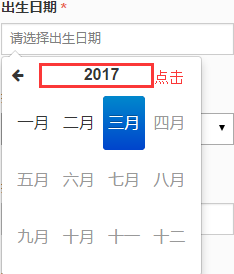 出生日期 *
请选择出生日期
2017 点击
一月 二月 三月 四月
五月 六月 七月 八月
九月 十月 十一 十二